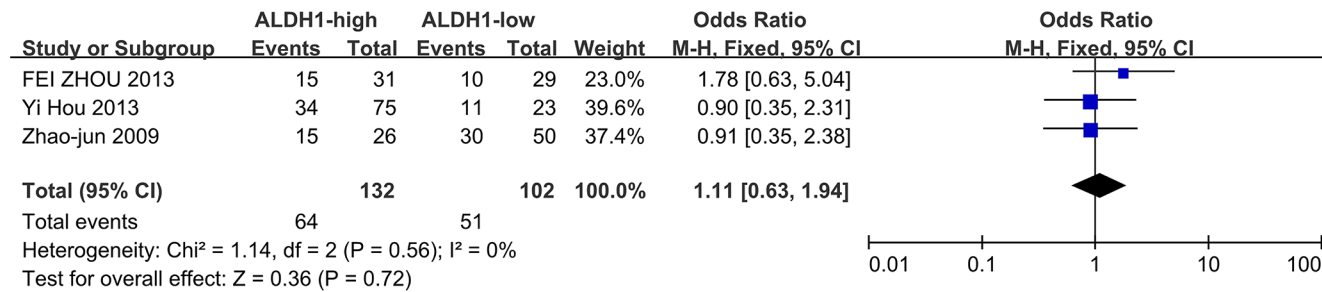 ALDH1-high ALDH1-low Odds Ratio Odds Ratio
Study or Subgroup Events Total Events Total Weight M-H, Fixed, 95% CI M-H, Fixed, 95% CI
FEI ZHOU 2013 15 31 10 29 23.0% 1.78 [0.63, 5.04]
Yi Hou 2013 34 75 11 23 39.6% 0.90 [0.35, 2.31]
Zhao-jun 2009 15 26 30 50 37.4% 0.91 [0.35, 2.38]
Total (95% CI) 132 102 100.0% 1.11 [0.63, 1.94]
Total events 64 51
Heterogeneity: Chi² = 1.14, df = 2 (P = 0.56); I² = 0%
Test for overall effect: Z = 0.36 (P = 0.72)
0.01 0.1 1 10 100